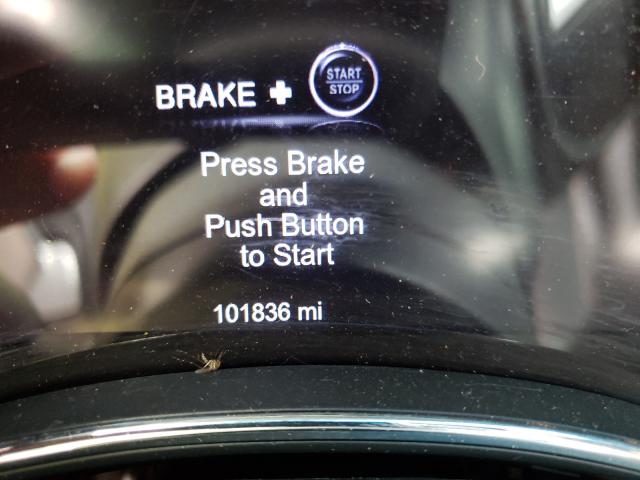 BRAKE + START STOP
Press Brake
and
Push Button
to Start
101836 mi